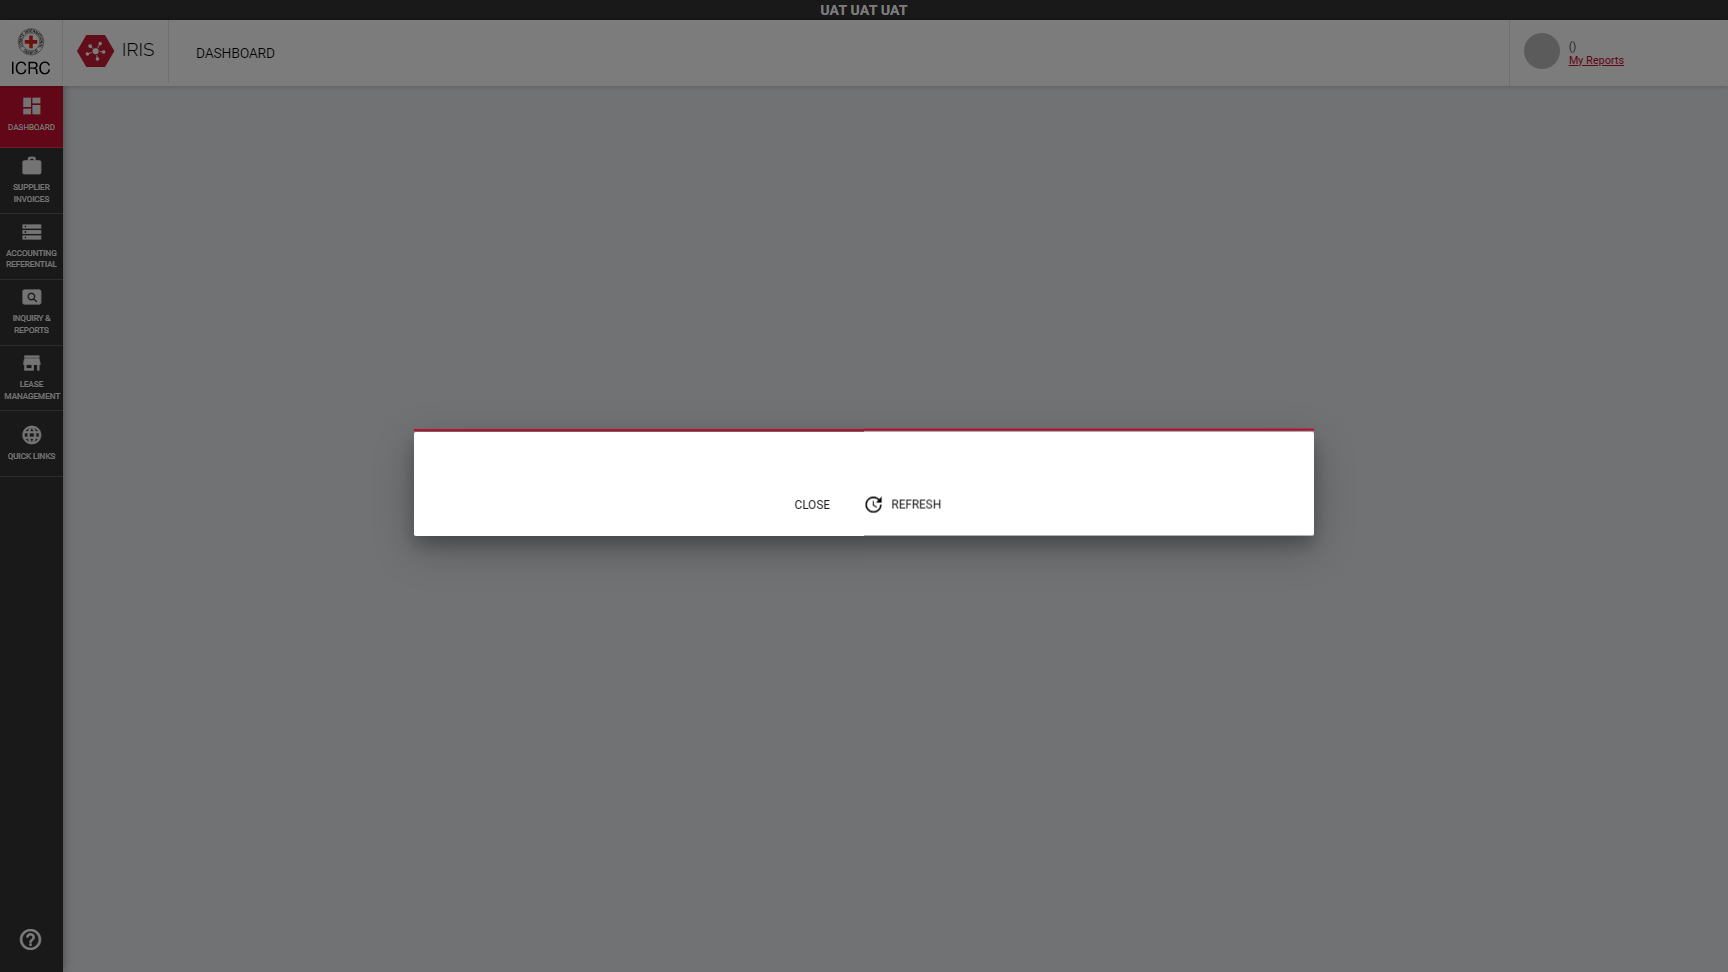 UAT UAT UAT
ICRC
IRIS
DASHBOARD
()
My Reports
DASHBOARD
SUPPLIER
INVOICES
ACCOUNTING
REFERENTIAL
INQUIRY &
REPORTS
LEASE
MANAGEMENT
QUICK LINKS
CLOSE
REFRESH